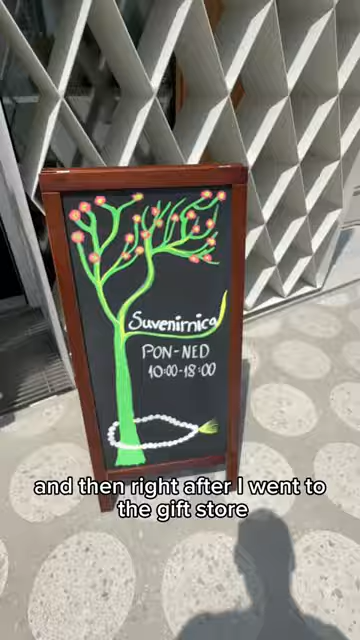 Suvenirnica
PON-NED
10:00-18:00
and then right after I went to
the gift store